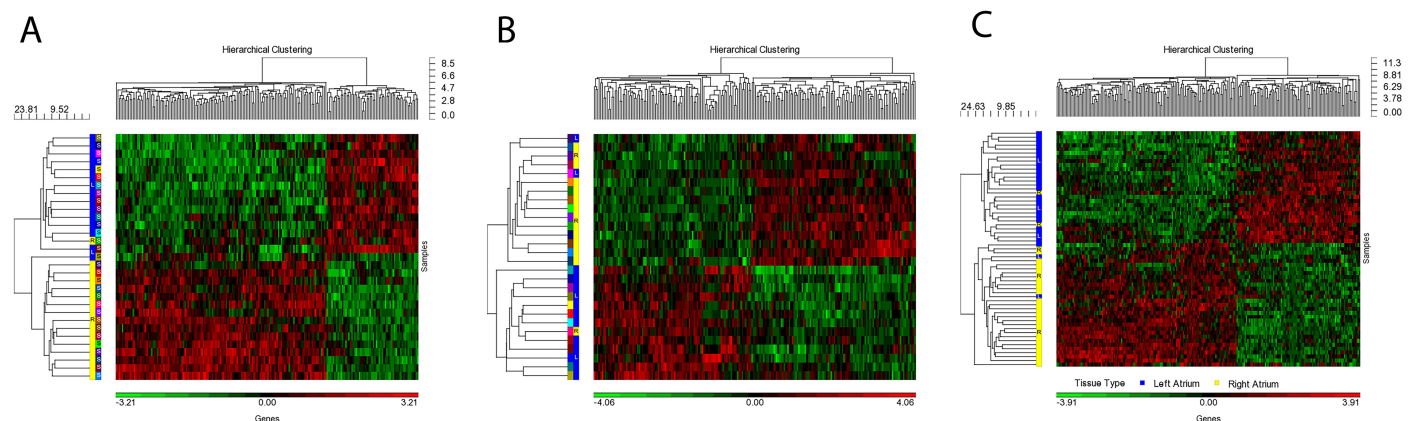 A
Hierarchical Clustering
8.5
6.6
4.7
2.8
0.0
23.81 9.52
L
R
L
R
Samples
-3.21 0.00 3.21
Genes
B
Hierarchical Clustering
L
R
L
R
L
R
L
-4.06 0.00 4.06
C
Hierarchical Clustering
11.3
8.81
6.29
3.78
0.00
24.63 9.85
L
R
L
R
L
R
L
R
L
R
Samples
Tissue Type Left Atrium Right Atrium
-3.91 0.00 3.91
Genes